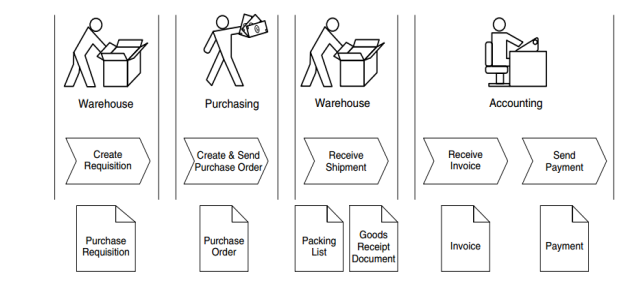 Warehouse
Purchasing
Warehouse
Accounting
Create
Requisition
Create & Send
Purchase Order
Receive
Shipment
Receive
Invoice
Send
Payment
Purchase
Requisition
Purchase
Order
Packing
List
Goods
Receipt
Document
Invoice
Payment